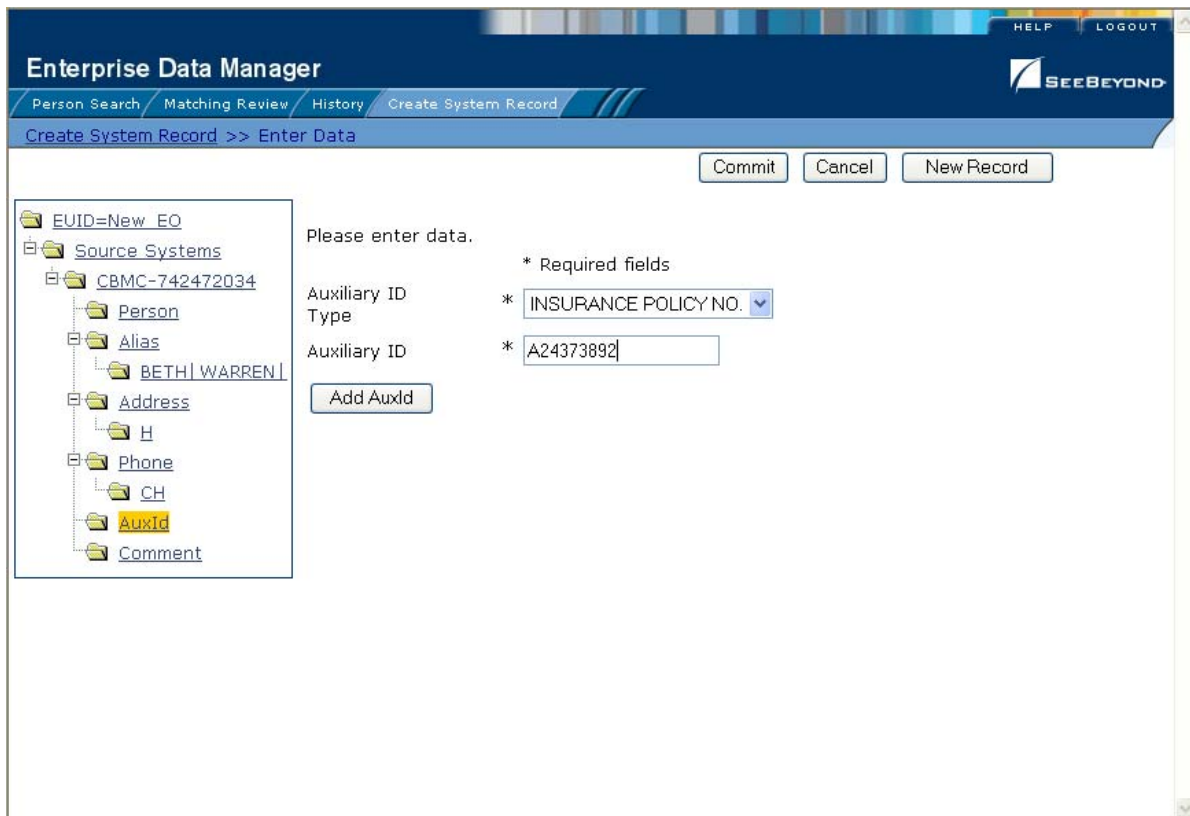 HELP LOGOUT
Enterprise Data Manager
SEEBEYOND
Person Search Matching Review History Create System Record
Create System Record >> Enter Data
Commit Cancel New Record
EUID=New_EO
Source Systems
CBMC-742472034
Person
Alias
BETH|WARREN|
Address
H
Phone
CH
AuxId
Comment
Please enter data.
* Required fields
Auxiliary ID
Type
* INSURANCE POLICY NO.
Auxiliary ID * A24373892
Add AuxId